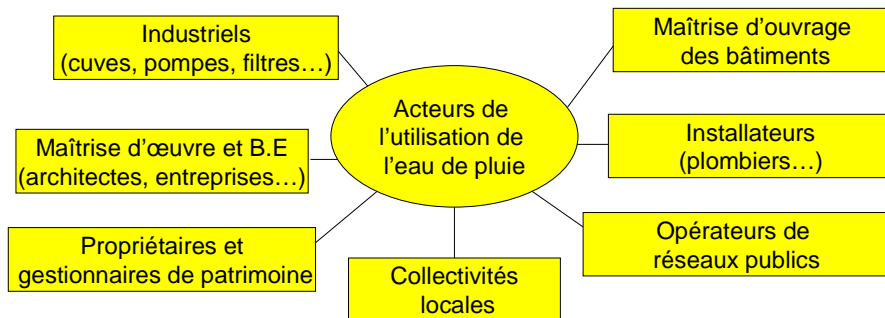 Industriels
(cuves, pompes, filtres…)
Maîtrise d’ouvrage
des bâtiments
Acteurs de
l’utilisation de
l’eau de pluie
Maîtrise d’œuvre et B.E
(architectes, entreprises…)
Installateurs
(plombiers…)
Propriétaires et
gestionnaires de patrimoine
Collectivités
locales
Opérateurs de
réseaux publics